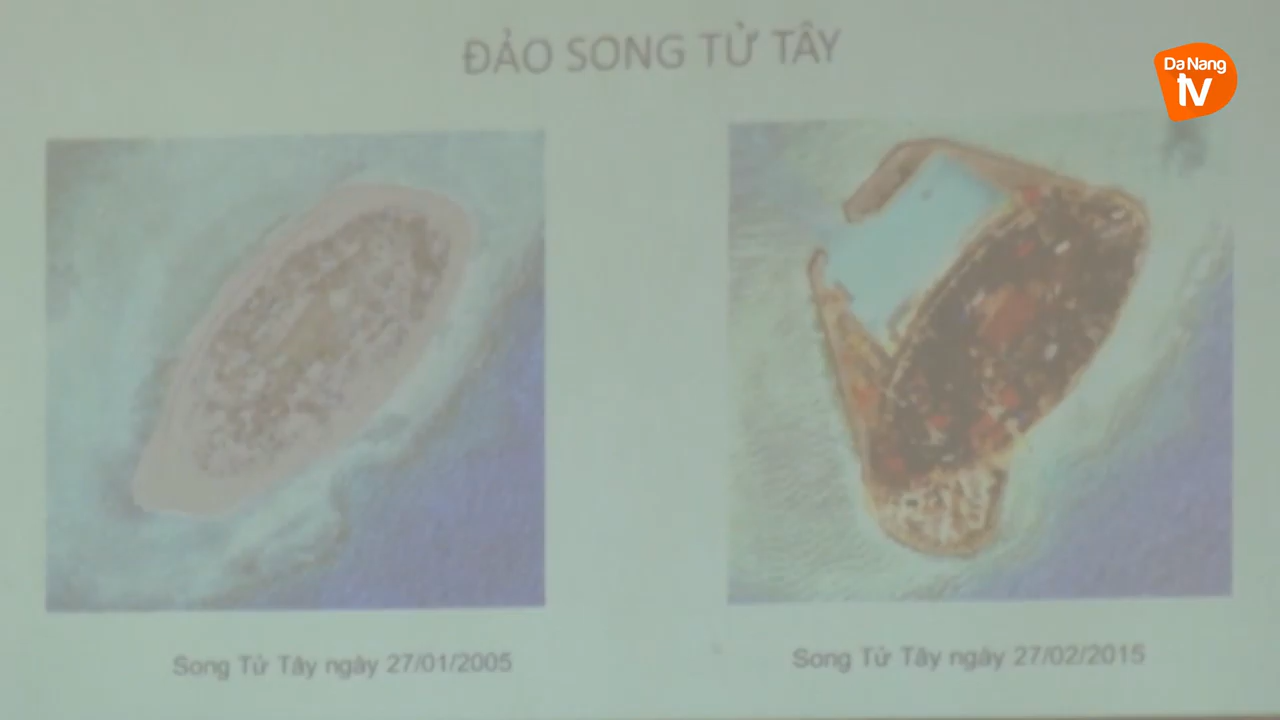 ĐẢO SONG TỬ TÂY
Da Nang
tv
Song Tử Tây ngày 27/01/2005
Song Tử Tây ngày 27/02/2015